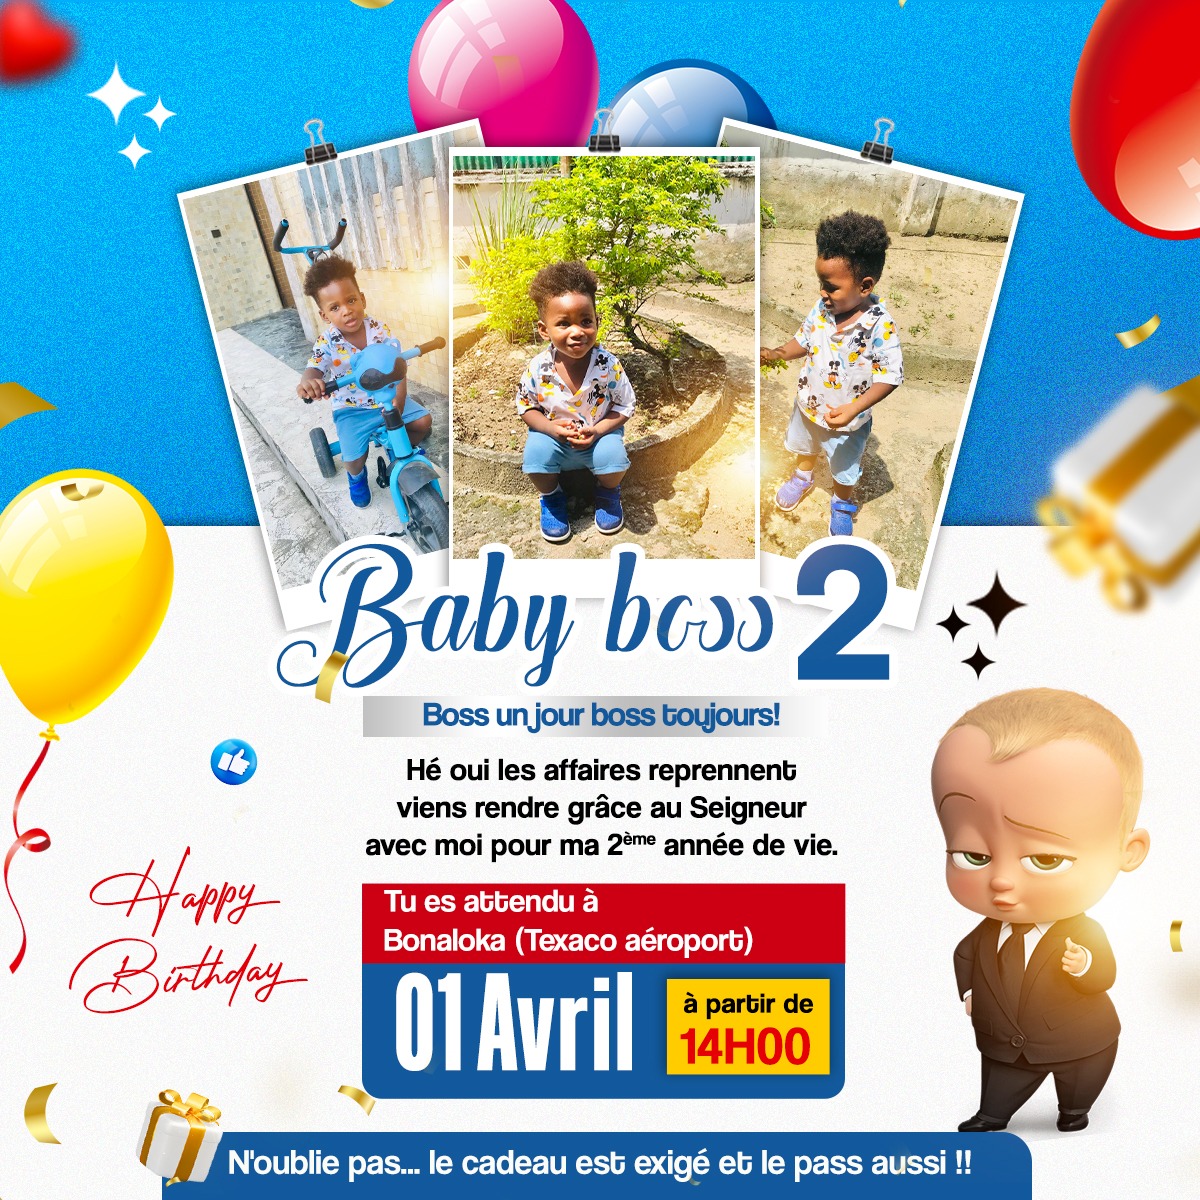 Baby boss 2
Boss un jour boss toujours!
Hé oui les affaires reprennent
viens rendre grâce au Seigneur
avec moi pour ma 2ème année de vie.
Happy
Birthday
Tu es attendu à
Bonaloka (Texaco aéroport)
01 Avril
à partir de
14H00
N'oublie pas... le cadeau est exigé et le pass aussi !!